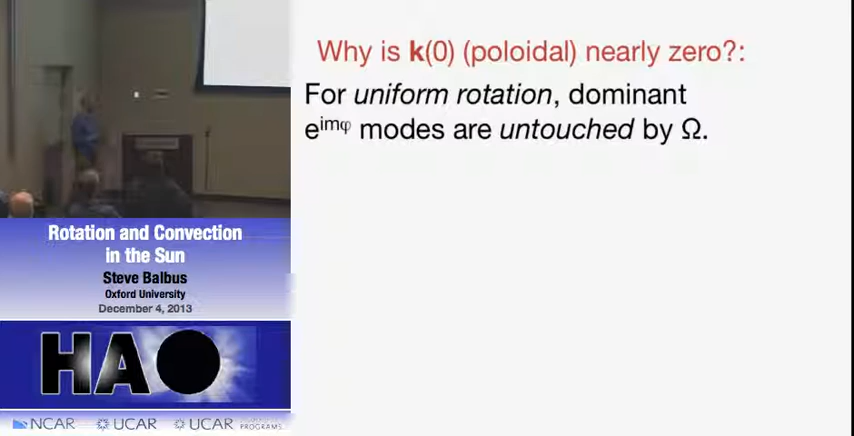 Why is k(0) (poloidal) nearly zero?:
For uniform rotation, dominant
e^imφ modes are untouched by Ω.
Rotation and Convection
in the Sun
Steve Balbus
Oxford University
December 4, 2013
HAO
NCAR UCAR UCAR PROGRAMS